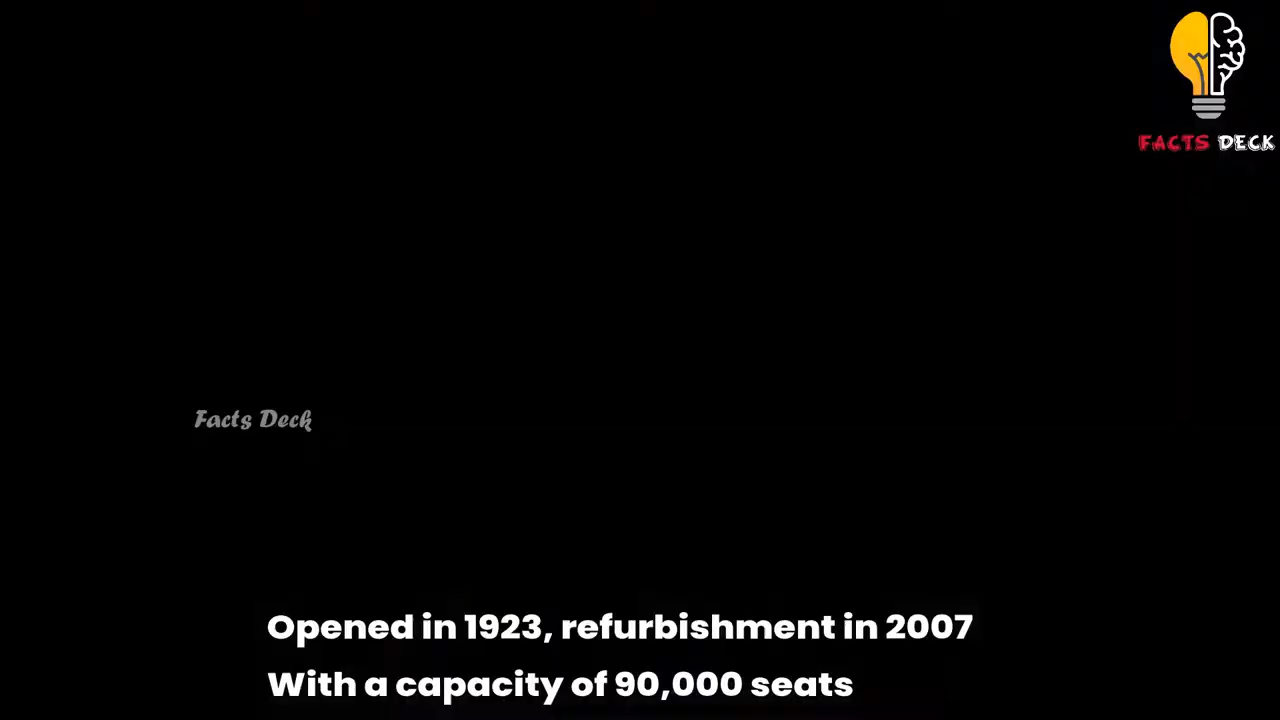 FACTS DECK
Facts Deck
Opened in 1923, refurbishment in 2007
With a capacity of 90,000 seats